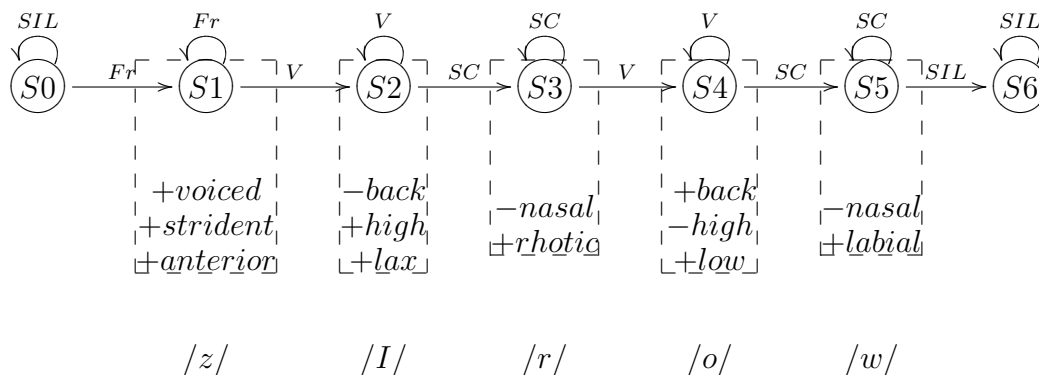 SIL Fr V SC V SC SIL
S0 Fr S1 V S2 SC S3 V S4 SC S5 SIL S6
+voiced −back −nasal +back −nasal
+strident +high +rhotic −high +labial
+anterior +lax +low
/z/ /I/ /r/ /o/ /w/